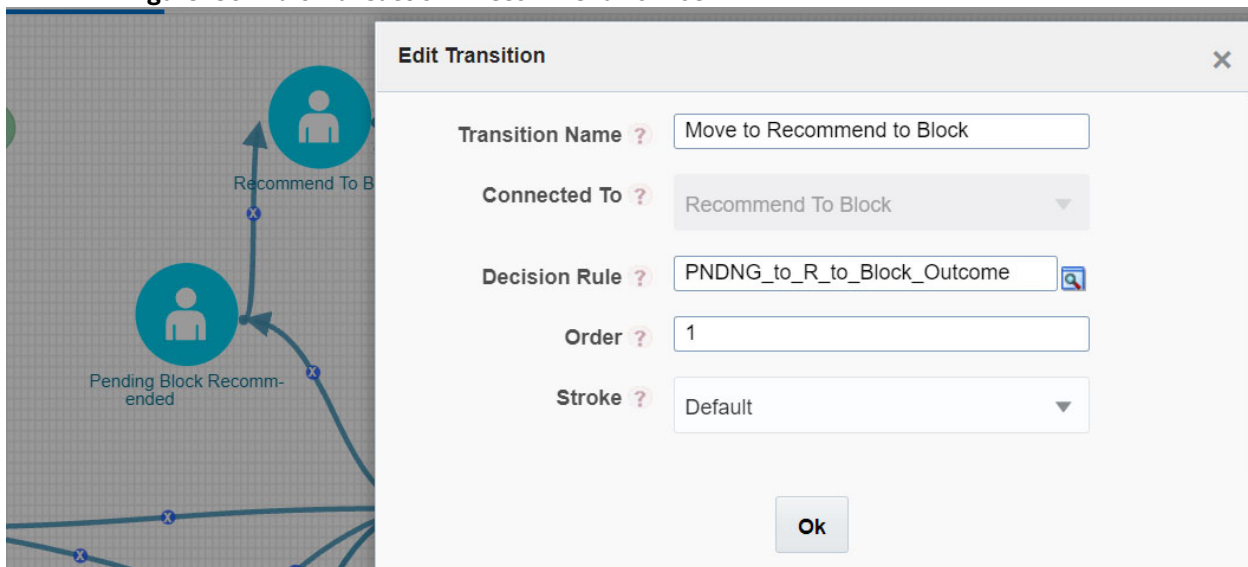 Edit Transition
Transition Name ?
Move to Recommend to Block
Connected To ?
Recommend To Block
Decision Rule ?
PNDNG_to_R_to_Block_Outcome
Order ?
1
Stroke ?
Default
Ok
Recommend To B
X
Pending Block Recomm-
ended
X
X
X